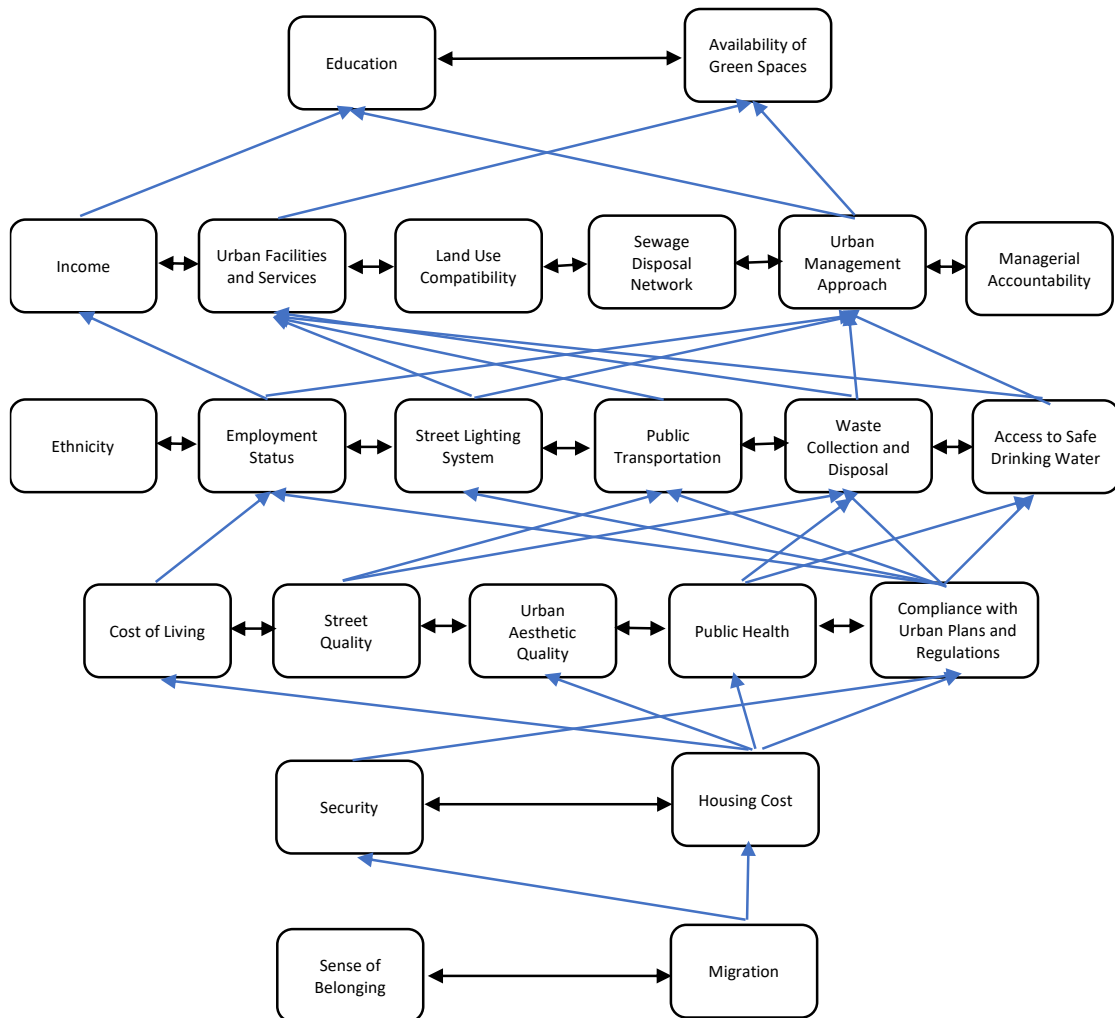 Education
Availability of
Green Spaces
Income
Urban Facilities
and Services
Land Use
Compatibility
Sewage
Disposal
Network
Urban
Management
Approach
Managerial
Accountability
Ethnicity
Employment
Status
Street Lighting
System
Public
Transportation
Waste
Collection and
Disposal
Access to Safe
Drinking Water
Cost of Living
Street
Quality
Urban
Aesthetic
Quality
Public Health
Compliance with
Urban Plans and
Regulations
Security
Housing Cost
Sense of
Belonging
Migration